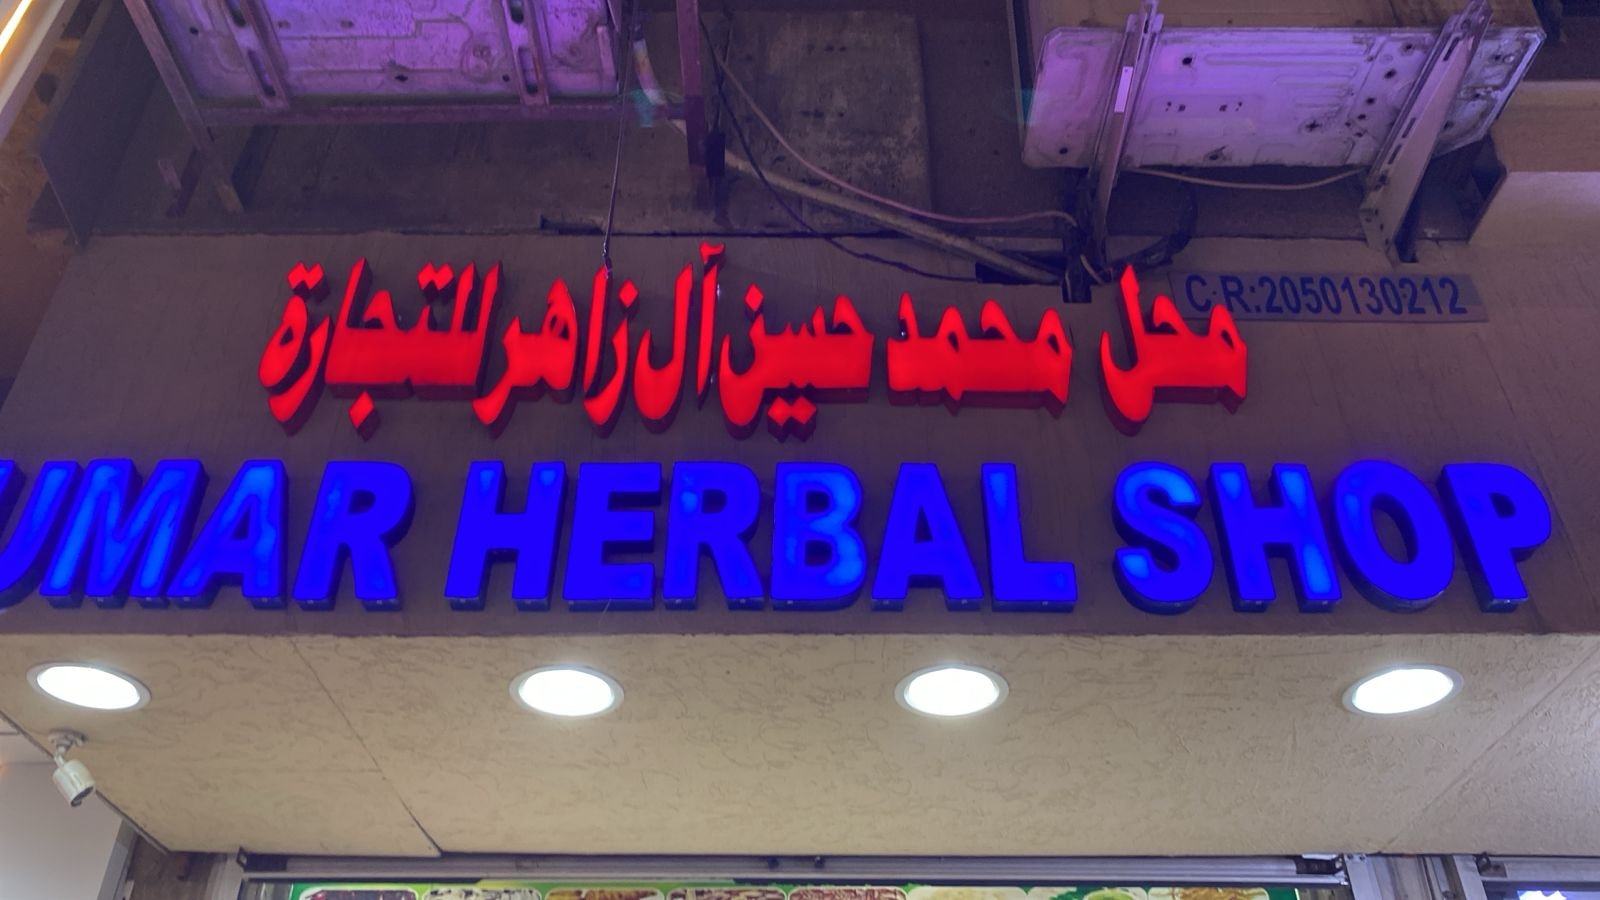 محل محمد حسين آل زاهر للتجارة
C.R:2050130212
UMAR HERBAL SHOP